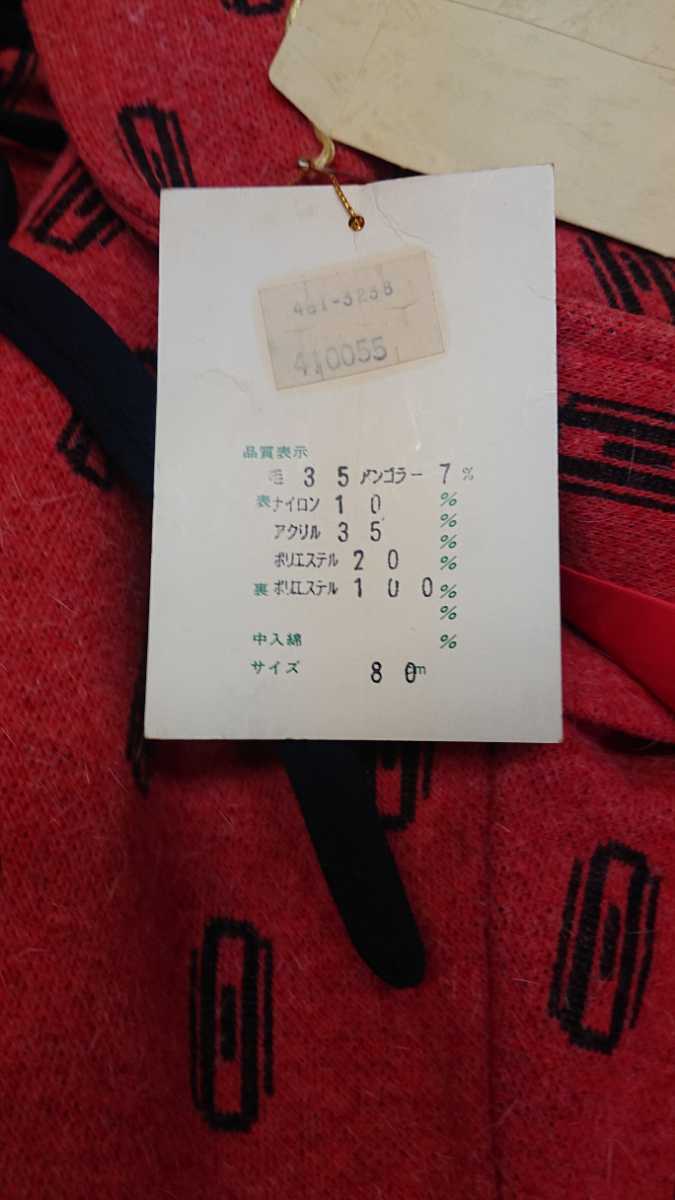 461-3238
410055
品質表示
毛 35 アンゴラー 7%
表 ナイロン 10 %
%
アクリル 35 %
ポリエステル 20 %
裏 ポリエステル 100%
%
中入綿 %
サイズ 80cm